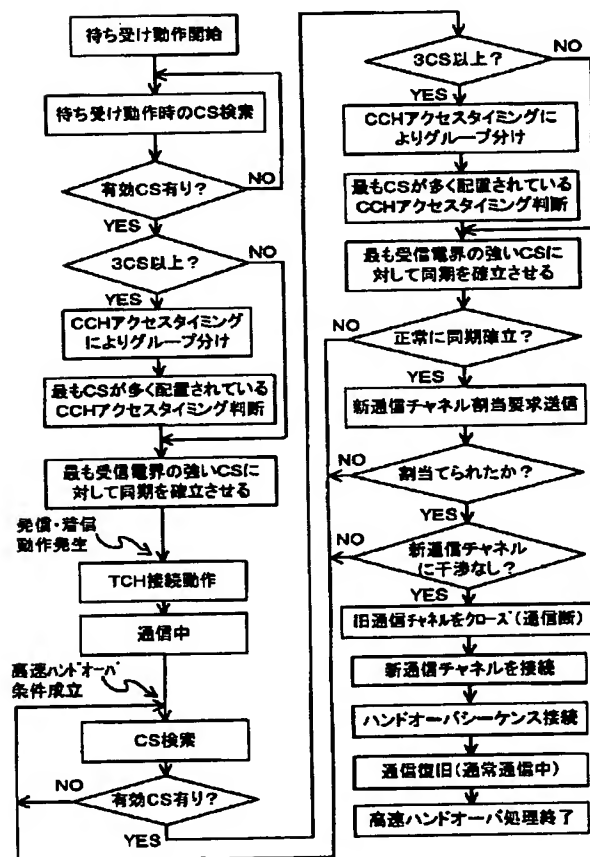 待ち受け動作開始
待ち受け動作時のCS検索
有効CS有り?
NO
YES
3CS以上?
NO
YES
CCHアクセスタイミング
によりグループ分け
最もCSが多く配置されている
CCHアクセスタイミング判断
最も受信電界の強いCSに
対して同期を確立させる
発信・着信
動作発生
TCH接続動作
通信中
高速ハンドオーバ
条件成立
CS検索
有効CS有り?
NO
YES
3CS以上?
NO
YES
CCHアクセスタイミングに
よりグループ分け
最もCSが多く配置されている
CCHアクセスタイミング判断
最も受信電界の強いCSに
対して同期を確立させる
正常に同期確立?
NO
YES
新通信チャネル割当要求送信
割当てられたか?
NO
YES
新通信チャネル
に干渉なし?
NO
YES
旧通信チャネルをクローズ(通信断)
新通信チャネルを接続
ハンドオーバシーケンス接続
通信復旧(通常通信中)
高速ハンドオーバ処理終了